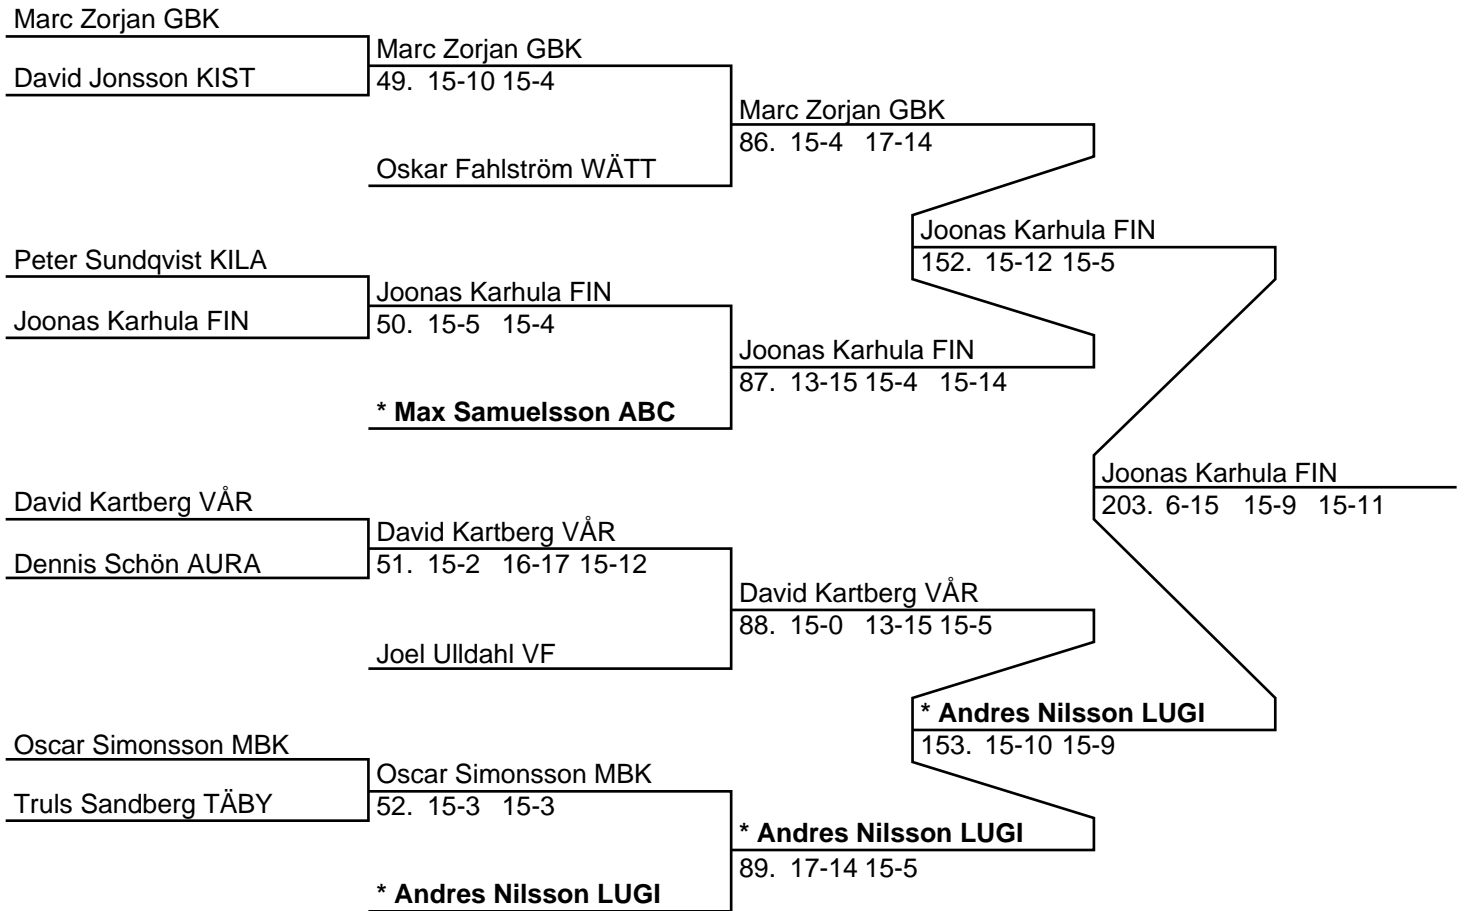 Marc Zorjan GBK
David Jonsson KIST
Marc Zorjan GBK
49. 15-10 15-4
Oskar Fahlström WÄTT
Marc Zorjan GBK
86. 15-4 17-14
Peter Sundqvist KILA
Joonas Karhula FIN
Joonas Karhula FIN
50. 15-5 15-4
* Max Samuelsson ABC
Joonas Karhula FIN
87. 13-15 15-4 15-14
Joonas Karhula FIN
152. 15-12 15-5
David Kartberg VÅR
Dennis Schön AURA
David Kartberg VÅR
51. 15-2 16-17 15-12
Joel Ulldahl VF
David Kartberg VÅR
88. 15-0 13-15 15-5
Oscar Simonsson MBK
Truls Sandberg TÄBY
Oscar Simonsson MBK
52. 15-3 15-3
* Andres Nilsson LUGI
* Andres Nilsson LUGI
89. 17-14 15-5
* Andres Nilsson LUGI
153. 15-10 15-9
Joonas Karhula FIN
203. 6-15 15-9 15-11